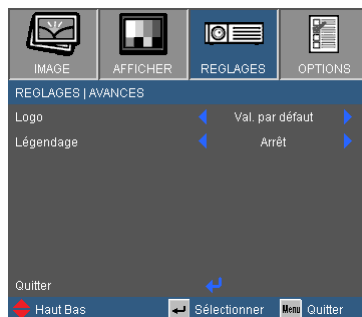 IMAGE AFFICHER REGLAGES OPTIONS
REGLAGES | AVANCES
Logo Val. par défaut
Légendage Arrêt
Quitter
Haut Bas Sélectionner Menu Quitter